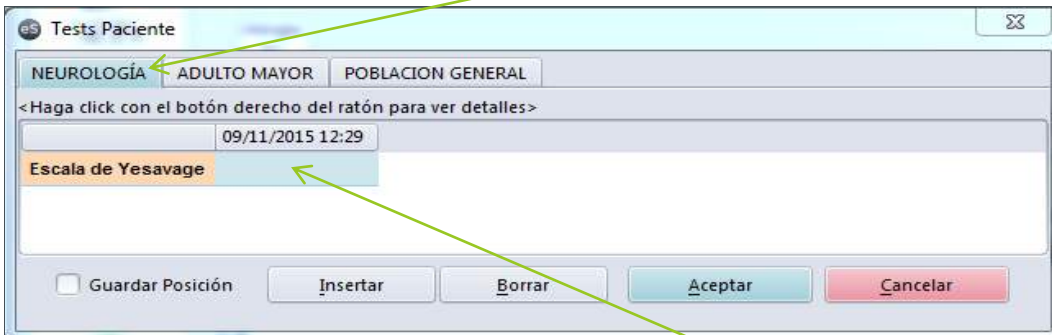 eS Tests Paciente
NEUROLOGÍA ADULTO MAYOR POBLACION GENERAL
<Haga click con el botón derecho del ratón para ver detalles>
09/11/2015 12:29
Escala de Yesavage
Guardar Posición Insertar Borrar Aceptar Cancelar